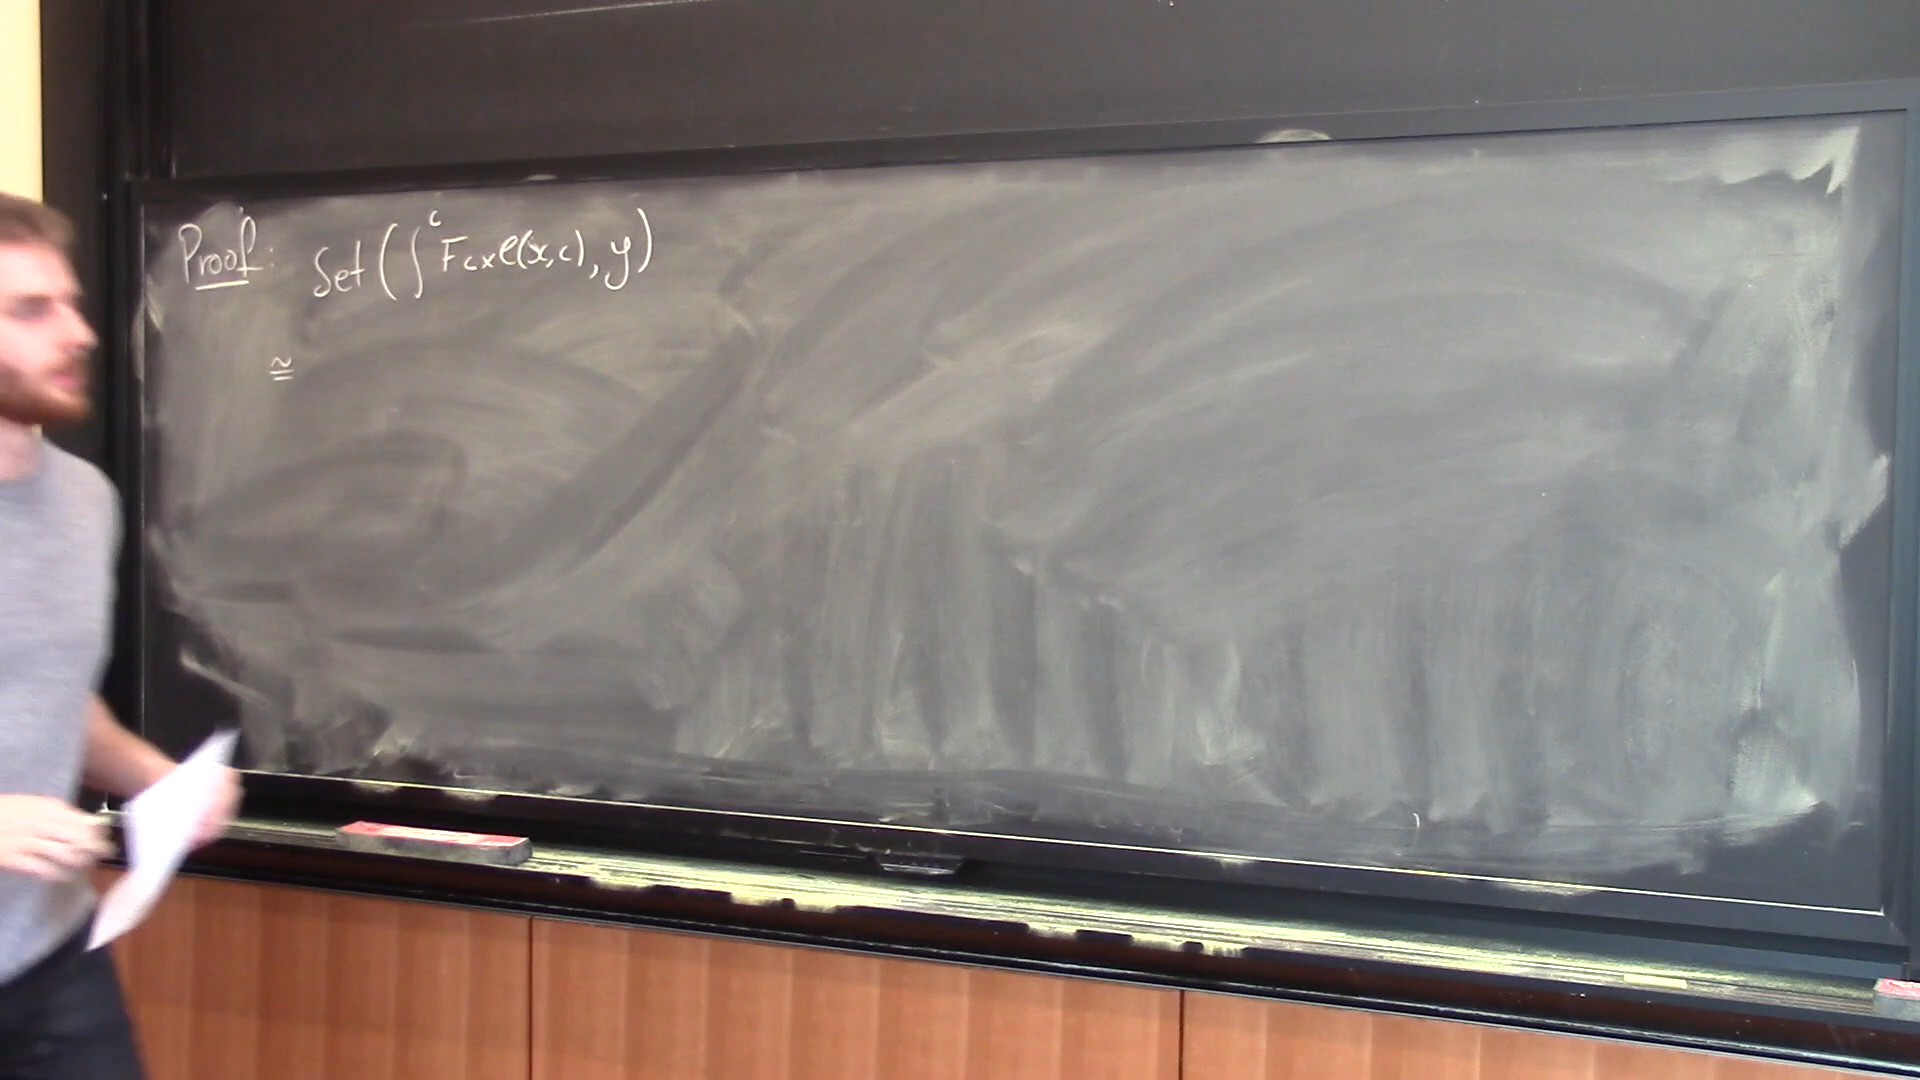 Proof: Set(∫^c Fc × C(x,c), y)
≅